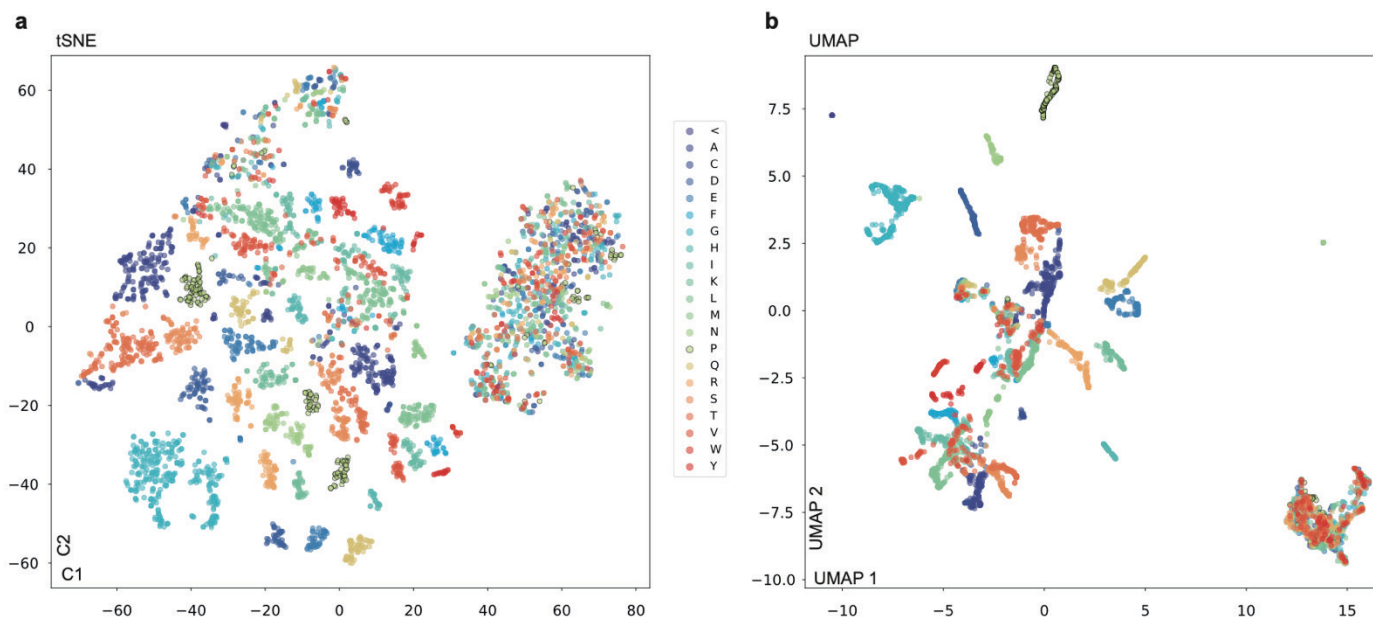 a
tSNE
60
40
20
0
−20
−40
−60
C2
C1
−60
−40
−20
0
20
40
60
80
<
A
C
D
E
F
G
H
I
K
L
M
N
P
Q
R
S
T
V
W
Y
b
UMAP
7.5
5.0
2.5
0.0
−2.5
−5.0
−7.5
−10.0
UMAP 2
UMAP 1
−10
−5
0
5
10
15